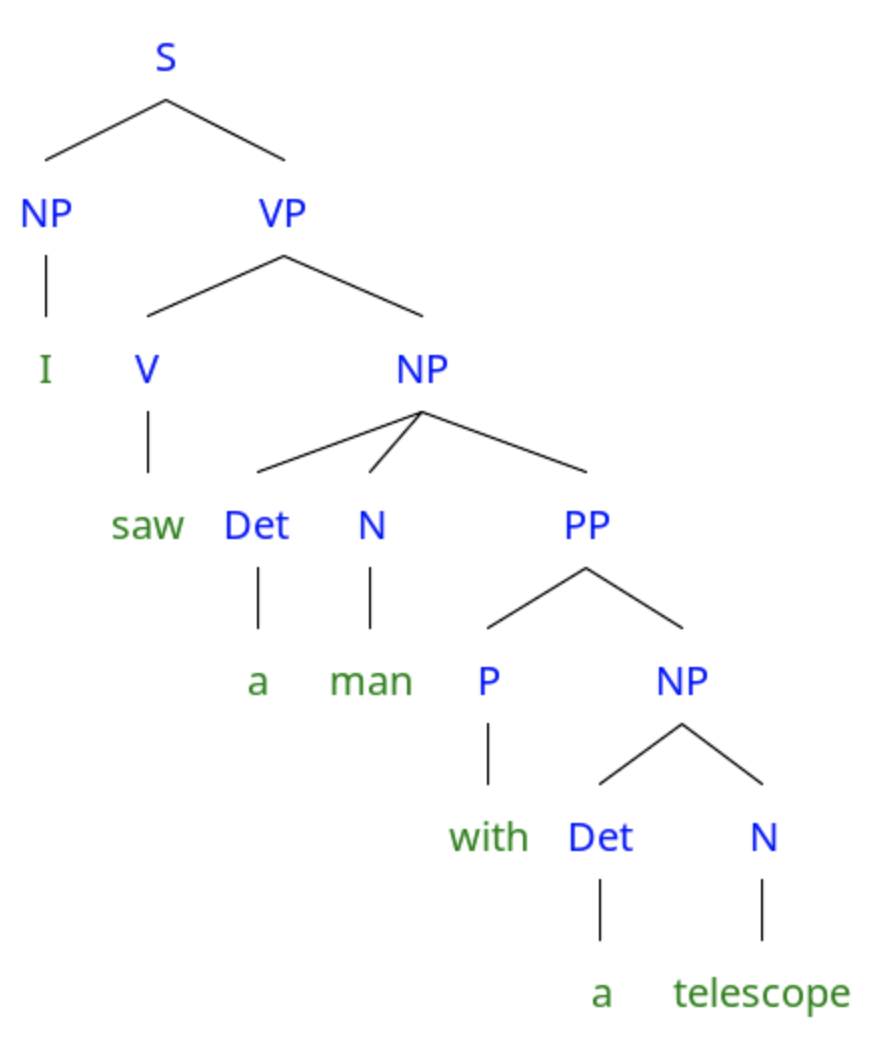 S
NP VP
I V NP
saw Det N PP
a man P NP
with Det N
a telescope